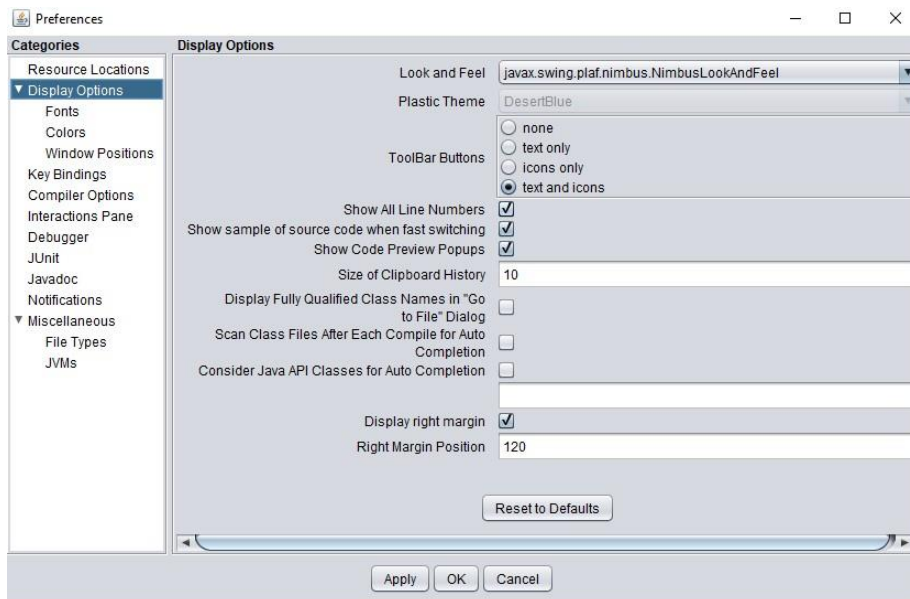 Preferences
Categories
Resource Locations
Display Options
Fonts
Colors
Window Positions
Key Bindings
Compiler Options
Interactions Pane
Debugger
JUnit
Javadoc
Notifications
Miscellaneous
File Types
JVMs
Display Options
Look and Feel javax.swing.plaf.nimbus.NimbusLookAndFeel
Plastic Theme DesertBlue
ToolBar Buttons
none
text only
icons only
text and icons
Show All Line Numbers
Show sample of source code when fast switching
Show Code Preview Popups
Size of Clipboard History 10
Display Fully Qualified Class Names in "Go
to File" Dialog
Scan Class Files After Each Compile for Auto
Completion
Consider Java API Classes for Auto Completion
Display right margin
Right Margin Position 120
Reset to Defaults
Apply OK Cancel